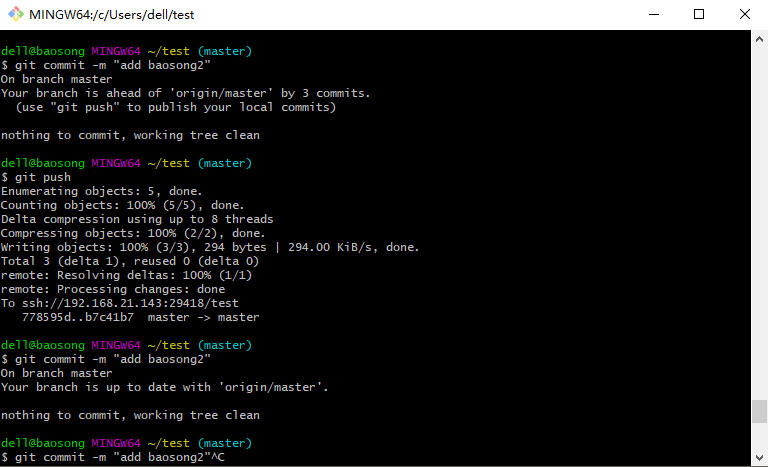 MINGW64:/c/Users/dell/test
dell@baosong MINGW64 ~/test (master)
$ git commit -m "add baosong2"
On branch master
Your branch is ahead of 'origin/master' by 3 commits.
  (use "git push" to publish your local commits)
nothing to commit, working tree clean
dell@baosong MINGW64 ~/test (master)
$ git push
Enumerating objects: 5, done.
Counting objects: 100% (5/5), done.
Delta compression using up to 8 threads
Compressing objects: 100% (2/2), done.
Writing objects: 100% (3/3), 294 bytes | 294.00 KiB/s, done.
Total 3 (delta 1), reused 0 (delta 0)
remote: Resolving deltas: 100% (1/1)
remote: Processing changes: done
To ssh://192.168.21.143:29418/test
   778595d..b7c41b7  master -> master
dell@baosong MINGW64 ~/test (master)
$ git commit -m "add baosong2"
On branch master
Your branch is up to date with 'origin/master'.
nothing to commit, working tree clean
dell@baosong MINGW64 ~/test (master)
$ git commit -m "add baosong2"^C